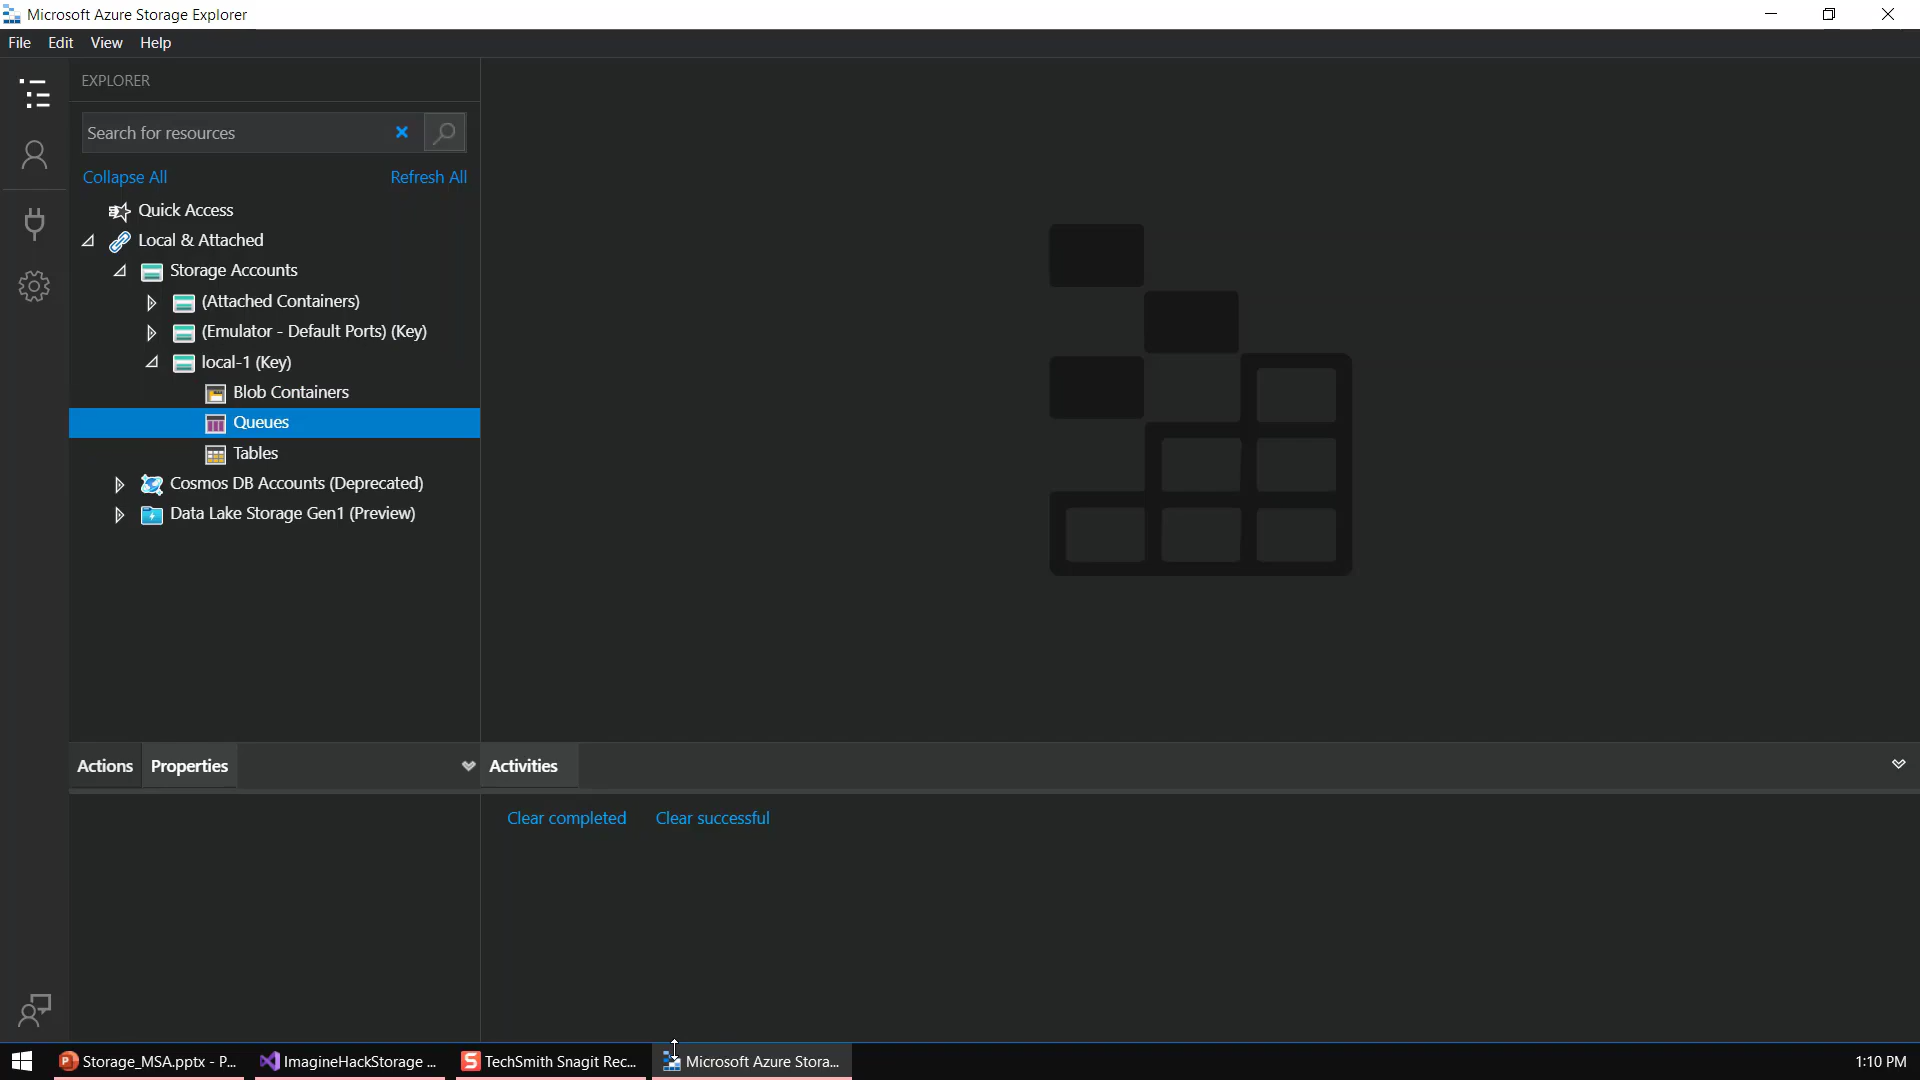 Microsoft Azure Storage Explorer
File Edit View Help
EXPLORER
Search for resources
Collapse All Refresh All
Quick Access
Local & Attached
Storage Accounts
(Attached Containers)
(Emulator - Default Ports) (Key)
local-1 (Key)
Blob Containers
Queues
Tables
Cosmos DB Accounts (Deprecated)
Data Lake Storage Gen1 (Preview)
Actions Properties Activities
Clear completed Clear successful
Storage_MSA.pptx - P... ImagineHackStorage ... TechSmith Snagit Rec... Microsoft Azure Stora... 1:10 PM